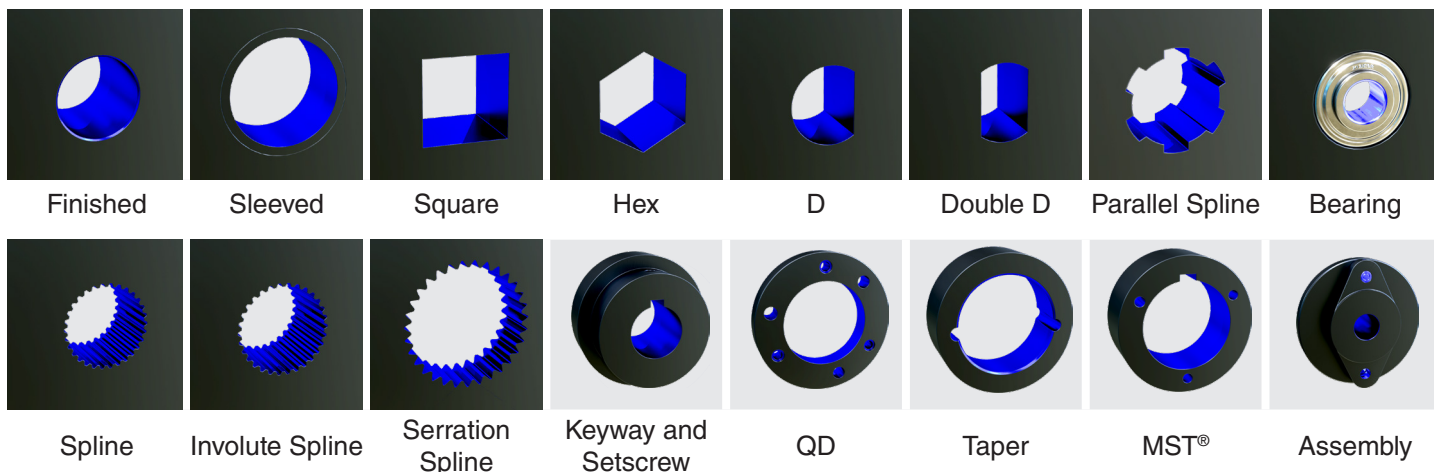 Finished
Sleeved
Square
Hex
D
Double D
Parallel Spline
Bearing
Spline
Involute Spline
Serration
Spline
Keyway and
Setscrew
QD
Taper
MST®
Assembly